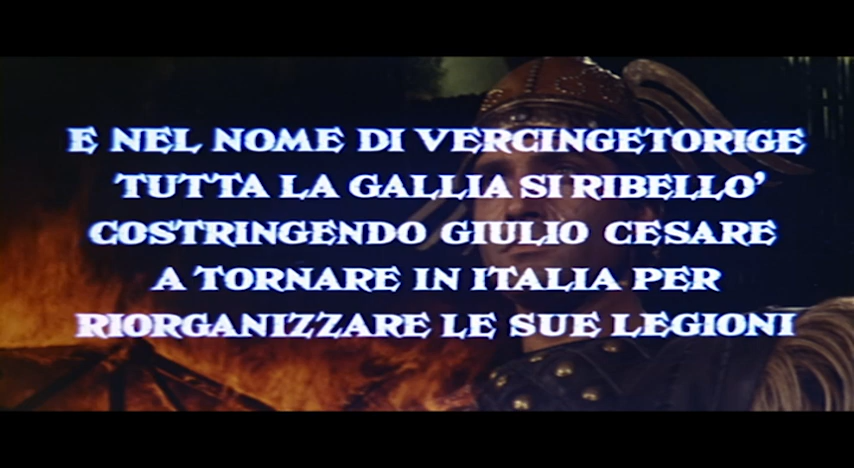 E NEL NOME DI VERCINGETORIGE
TUTTA LA GALLIA SI RIBELLO'
COSTRINGENDO GIULIO CESARE
A TORNARE IN ITALIA PER
RIORGANIZZARE LE SUE LEGIONI